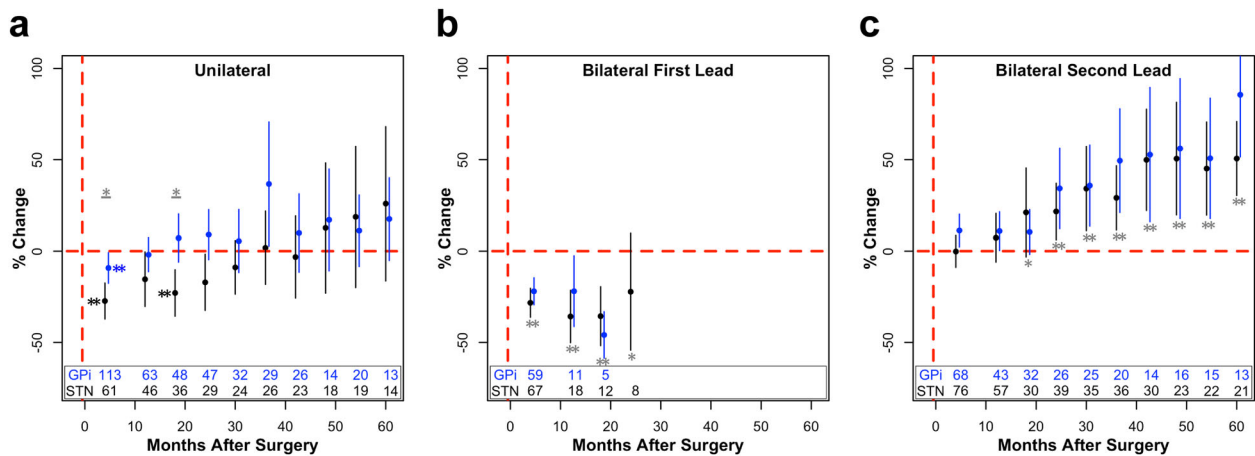 a
Unilateral
% Change
100
50
0
-50
*
*
**
**
**
GPi 113 63 48 47 32 29 26 14 20 13
STN 61 46 36 29 24 26 23 18 19 14
0 10 20 30 40 50 60
Months After Surgery
b
Bilateral First Lead
% Change
100
50
0
-50
**
**
**
*
GPi 59 11 5
STN 67 18 12 8
0 10 20 30 40 50 60
Months After Surgery
c
Bilateral Second Lead
% Change
100
50
0
-50
*
**
**
**
**
**
**
**
GPi 68 43 32 26 25 20 14 16 15 13
STN 76 57 30 39 35 36 30 23 22 21
0 10 20 30 40 50 60
Months After Surgery